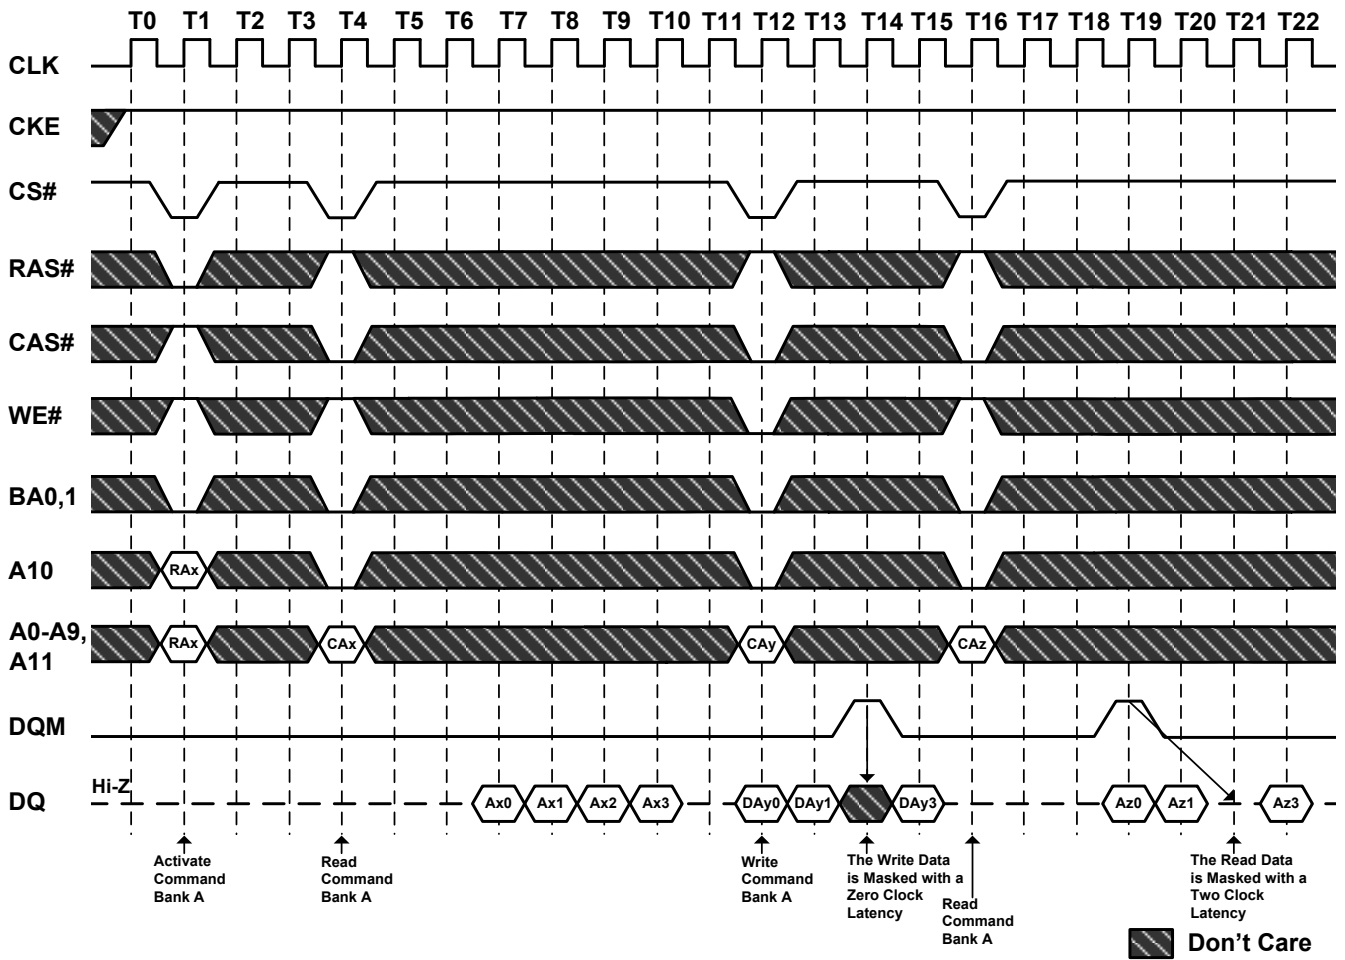 T0 T1 T2 T3 T4 T5 T6 T7 T8 T9 T10 T11 T12 T13 T14 T15 T16 T17 T18 T19 T20 T21 T22
CLK
CKE
CS#
RAS#
CAS#
WE#
BA0,1
A10
RAx
A0-A9,
A11
RAx CAx CAy CAz
DQM
DQ
Hi-Z
Ax0 Ax1 Ax2 Ax3 DAy0 DAy1 DAy3 Az0 Az1 Az3
Activate
Command
Bank A
Read
Command
Bank A
Write
Command
Bank A
The Write Data
is Masked with a
Zero Clock
Latency
Read
Command
Bank A
The Read Data
is Masked with a
Two Clock
Latency
Don't Care